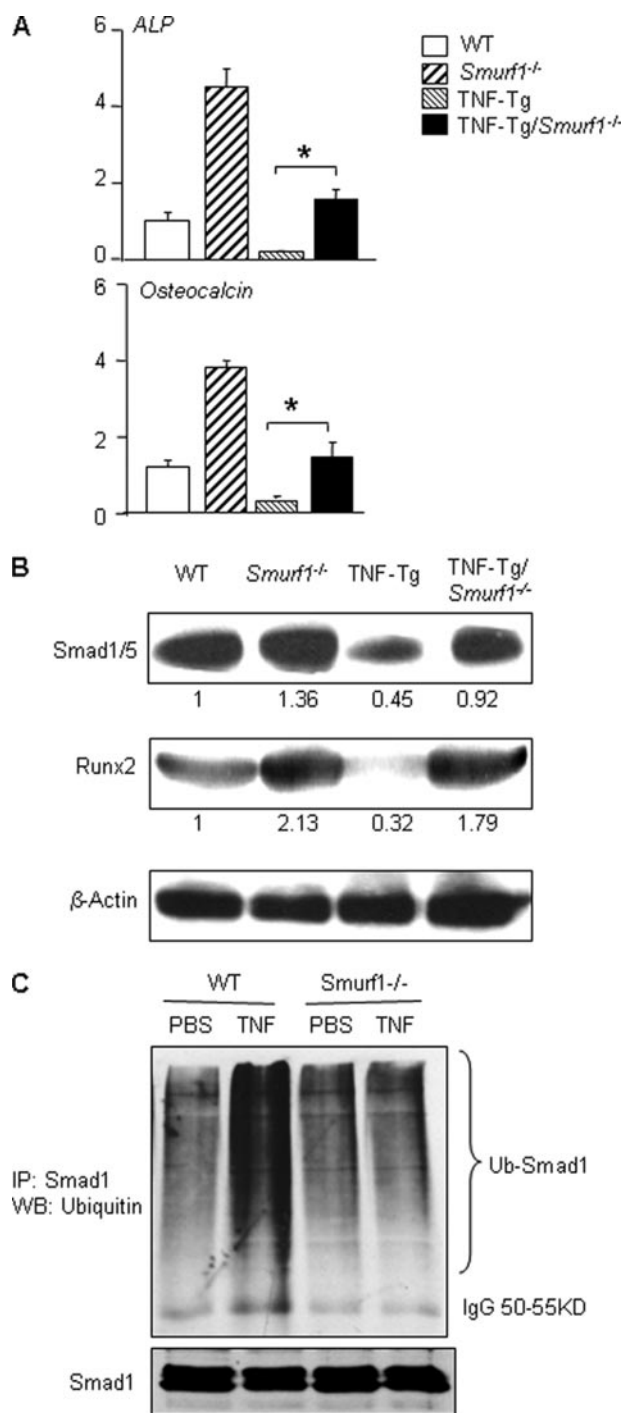 A
ALP
6
4
2
0
WT
Smurf1-/-
TNF-Tg
TNF-Tg/Smurf1-/-
*
Osteocalcin
6
4
2
0
*
B
WT Smurf1-/- TNF-Tg TNF-Tg/
Smurf1-/-
Smad1/5
1 1.36 0.45 0.92
Runx2
1 2.13 0.32 1.79
β-Actin
C
WT Smurf1-/-
PBS TNF PBS TNF
IP: Smad1
WB: Ubiquitin
Ub-Smad1
IgG 50-55KD
Smad1